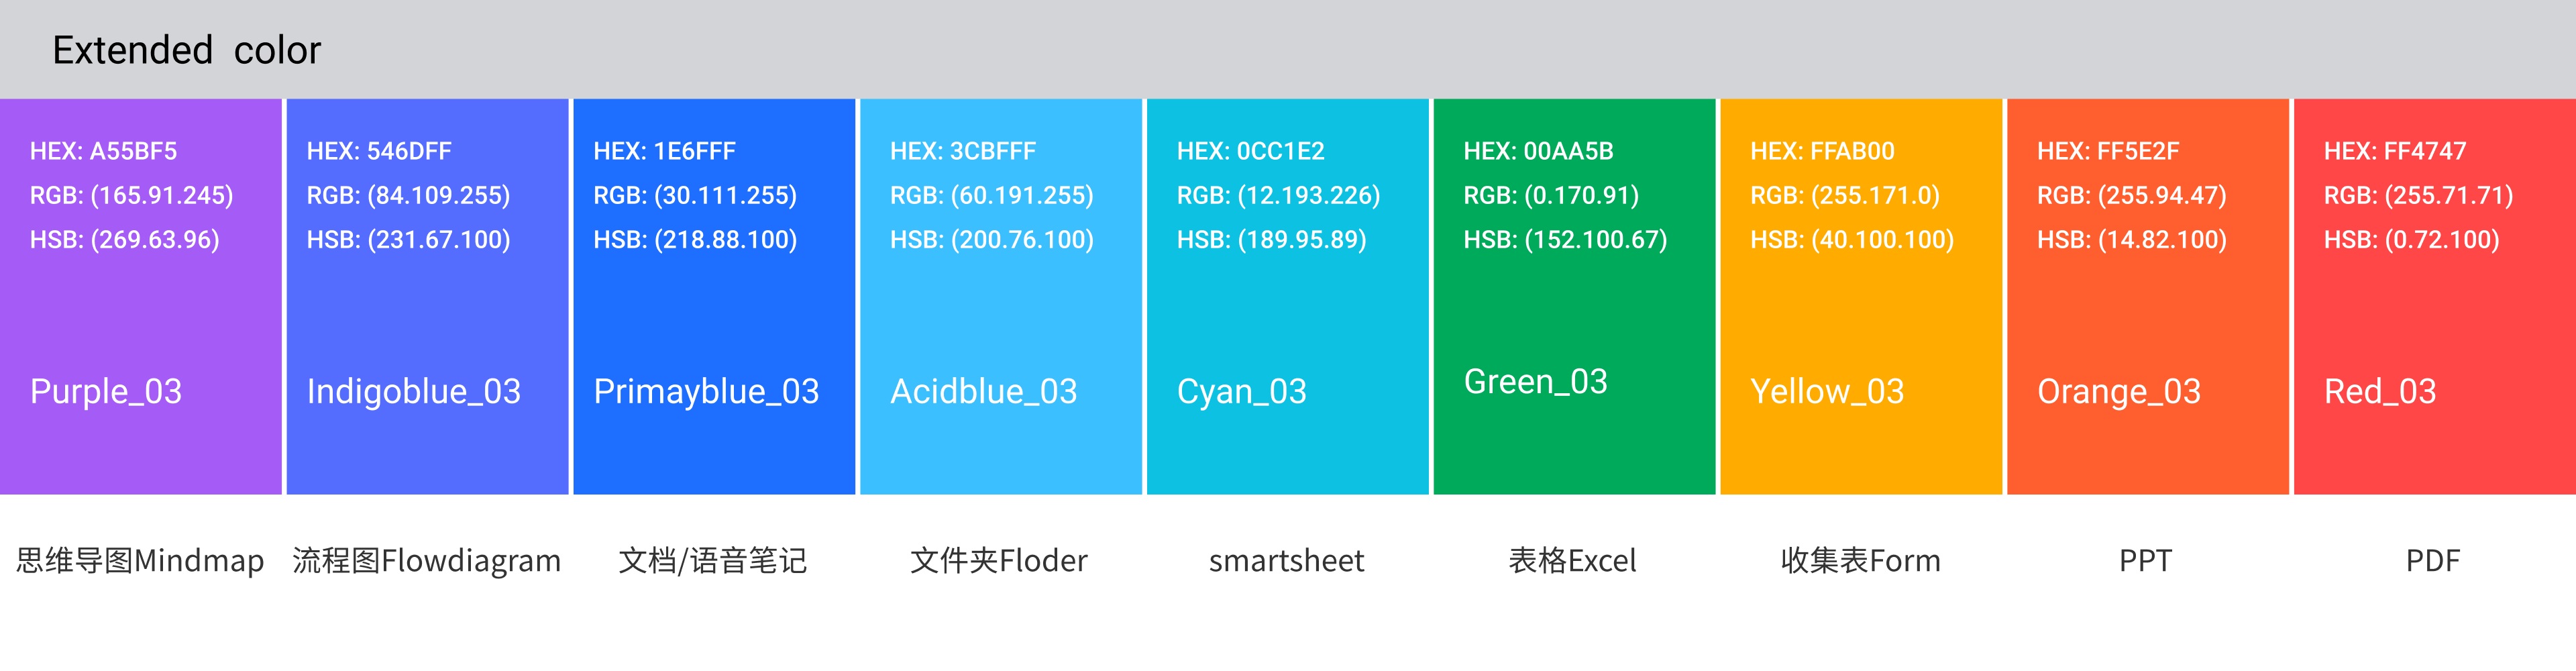 Extended color
HEX: A55BF5
RGB: (165.91.245)
HSB: (269.63.96)
Purple_03
思维导图Mindmap
HEX: 546DFF
RGB: (84.109.255)
HSB: (231.67.100)
Indigoblue_03
流程图Flowdiagram
HEX: 1E6FFF
RGB: (30.111.255)
HSB: (218.88.100)
Primayblue_03
文档/语音笔记
HEX: 3CBFFF
RGB: (60.191.255)
HSB: (200.76.100)
Acidblue_03
文件夹Floder
HEX: 0CC1E2
RGB: (12.193.226)
HSB: (189.95.89)
Cyan_03
smartsheet
HEX: 00AA5B
RGB: (0.170.91)
HSB: (152.100.67)
Green_03
表格Excel
HEX: FFAB00
RGB: (255.171.0)
HSB: (40.100.100)
Yellow_03
收集表Form
HEX: FF5E2F
RGB: (255.94.47)
HSB: (14.82.100)
Orange_03
PPT
HEX: FF4747
RGB: (255.71.71)
HSB: (0.72.100)
Red_03
PDF